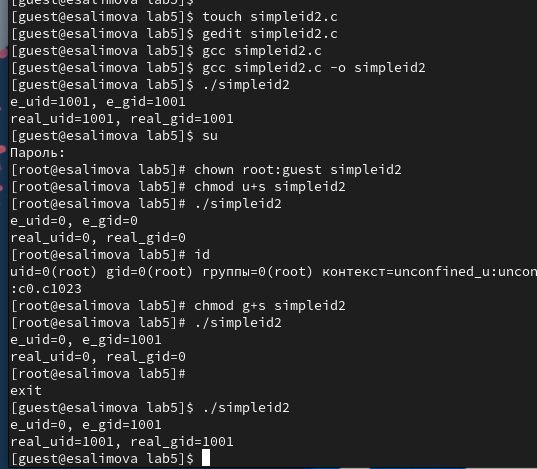 [guest@esalimova lab5]$
[guest@esalimova lab5]$ touch simpleid2.c
[guest@esalimova lab5]$ gedit simpleid2.c
[guest@esalimova lab5]$ gcc simpleid2.c
[guest@esalimova lab5]$ gcc simpleid2.c -o simpleid2
[guest@esalimova lab5]$ ./simpleid2
e_uid=1001, e_gid=1001
real_uid=1001, real_gid=1001
[guest@esalimova lab5]$ su
Пароль:
[root@esalimova lab5]# chown root:guest simpleid2
[root@esalimova lab5]# chmod u+s simpleid2
[root@esalimova lab5]# ./simpleid2
e_uid=0, e_gid=0
real_uid=0, real_gid=0
[root@esalimova lab5]# id
uid=0(root) gid=0(root) группы=0(root) контекст=unconfined_u:uncon
:c0.c1023
[root@esalimova lab5]# chmod g+s simpleid2
[root@esalimova lab5]# ./simpleid2
e_uid=0, e_gid=1001
real_uid=0, real_gid=0
[root@esalimova lab5]#
exit
[guest@esalimova lab5]$ ./simpleid2
e_uid=0, e_gid=1001
real_uid=1001, real_gid=1001
[guest@esalimova lab5]$